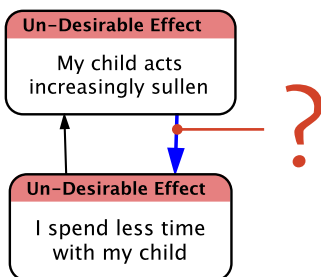 Un-Desirable Effect
My child acts
increasingly sullen
?
Un-Desirable Effect
I spend less time
with my child